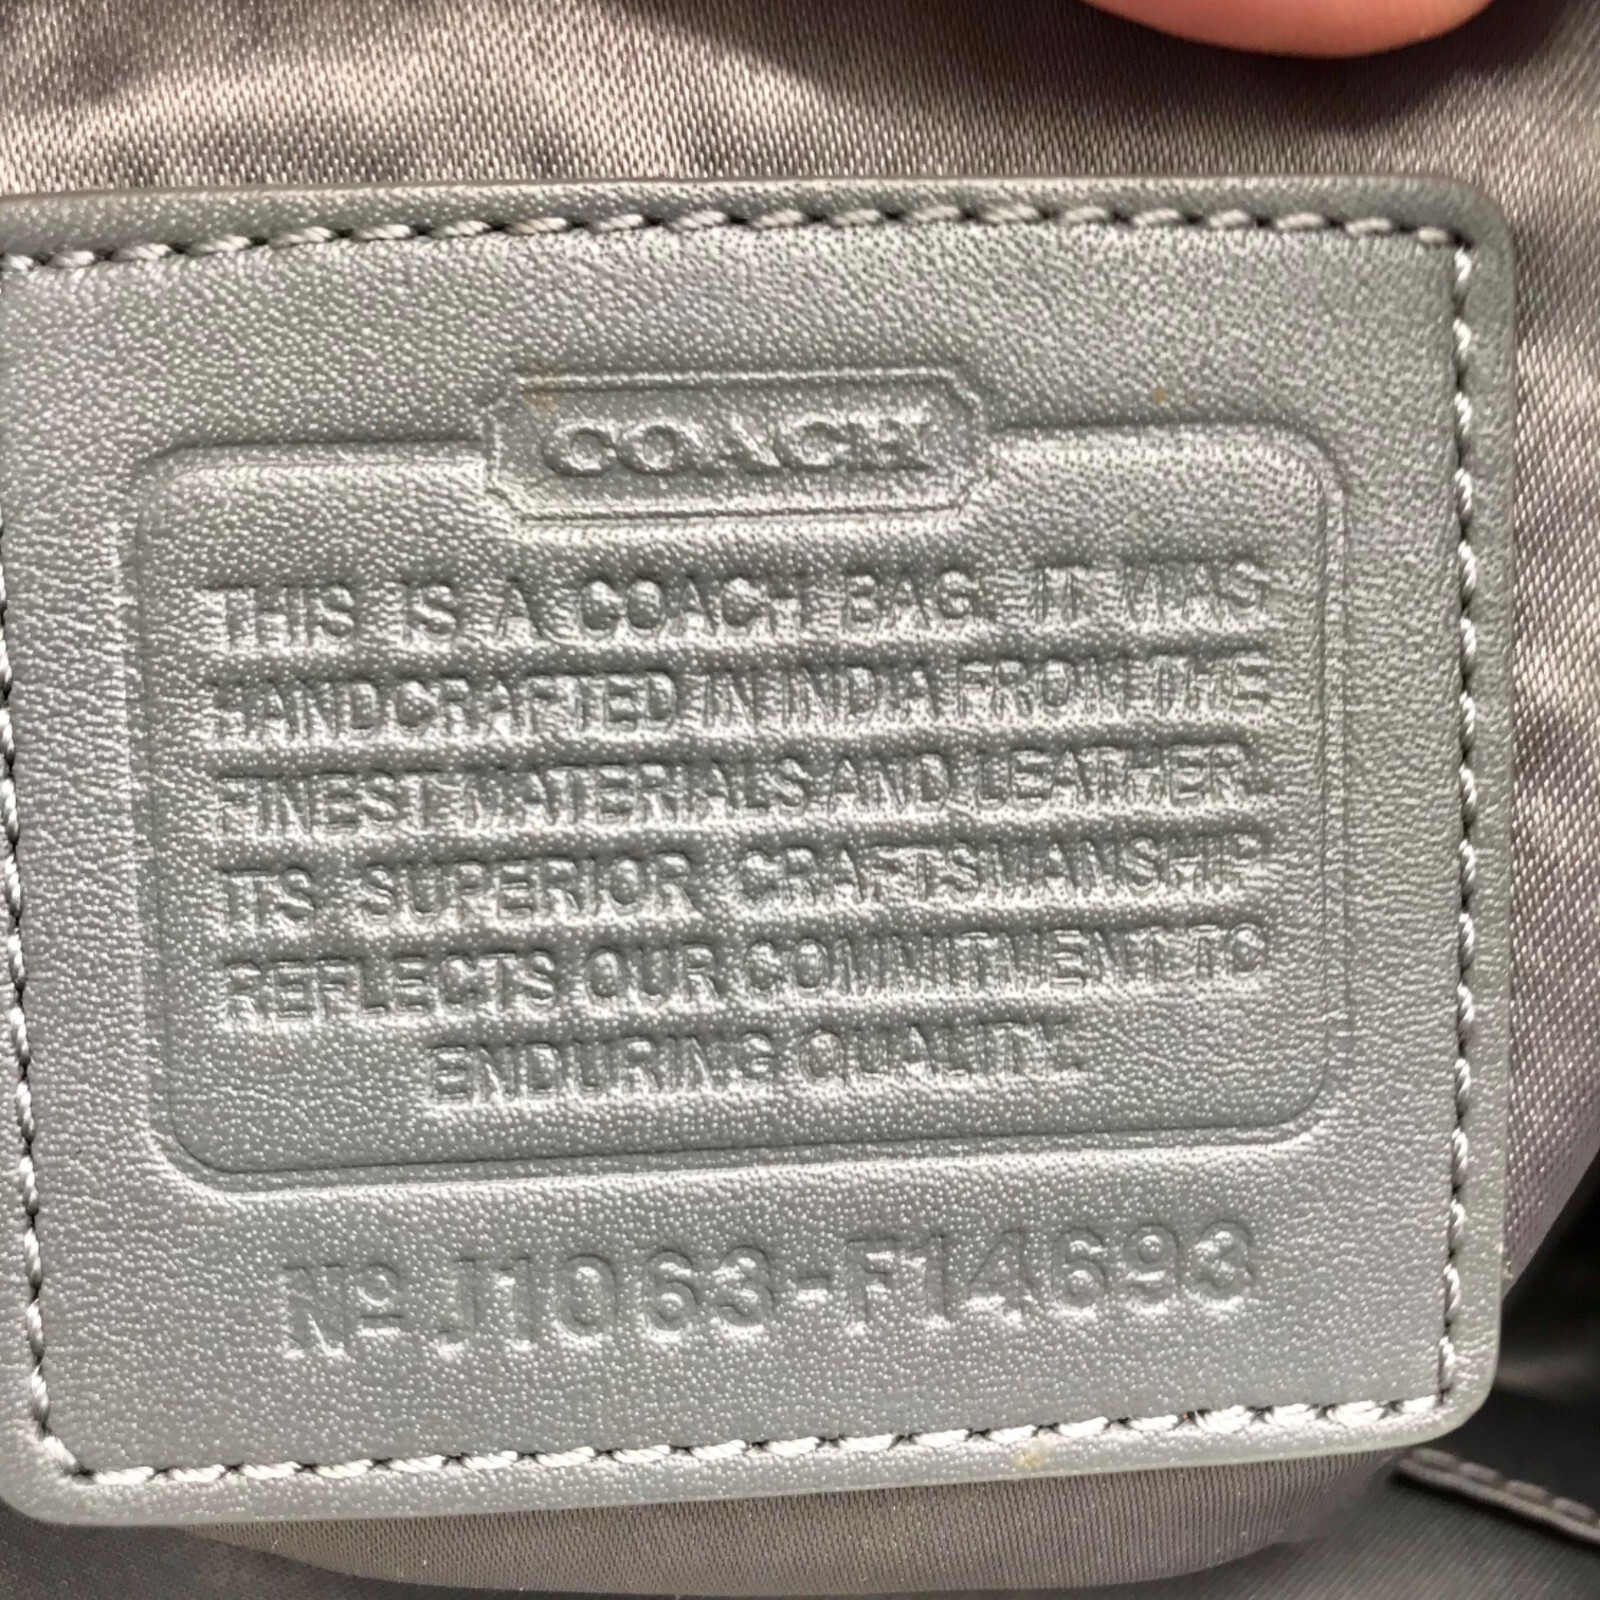 COACH
THIS IS A COACH BAG. IT WAS
HANDCRAFTED IN INDIA FROM THE
FINEST MATERIALS AND LEATHER.
ITS SUPERIOR CRAFTSMANSHIP
REFLECTS OUR COMMITMENT TO
ENDURING QUALITY.
Nº J1063-F14693